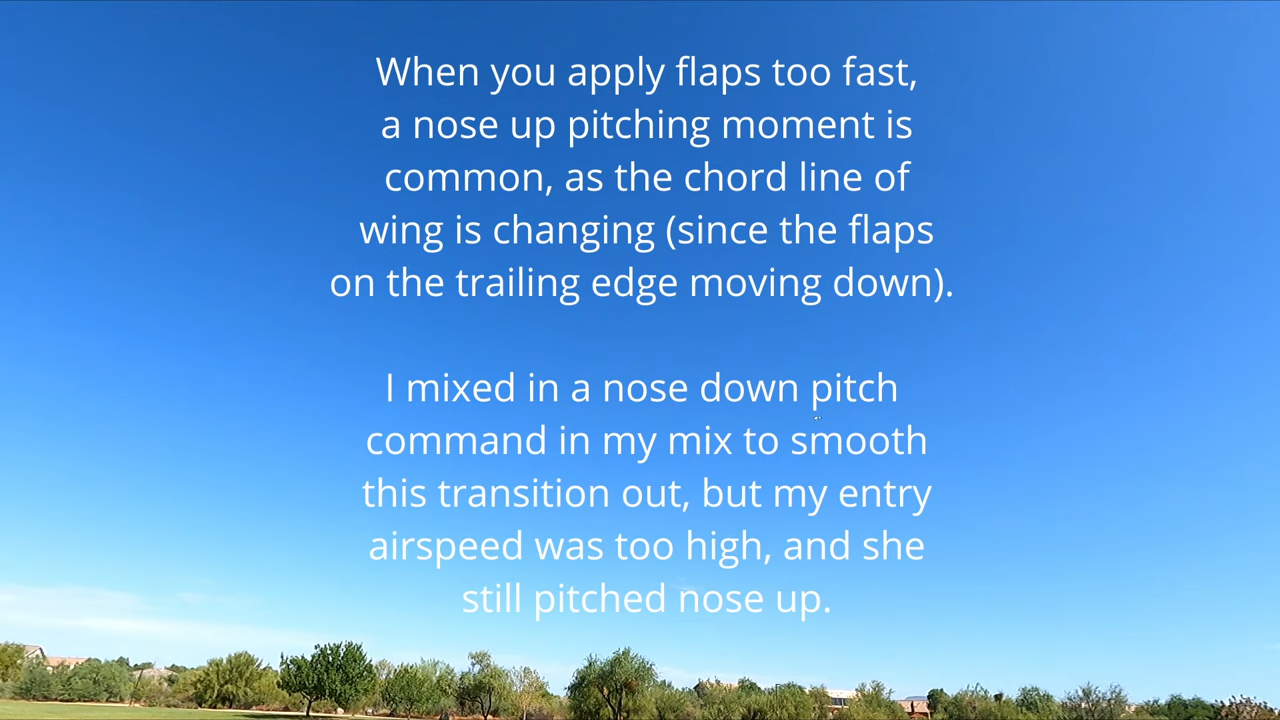 When you apply flaps too fast,
a nose up pitching moment is
common, as the chord line of
wing is changing (since the flaps
on the trailing edge moving down).
I mixed in a nose down pitch
command in my mix to smooth
this transition out, but my entry
airspeed was too high, and she
still pitched nose up.